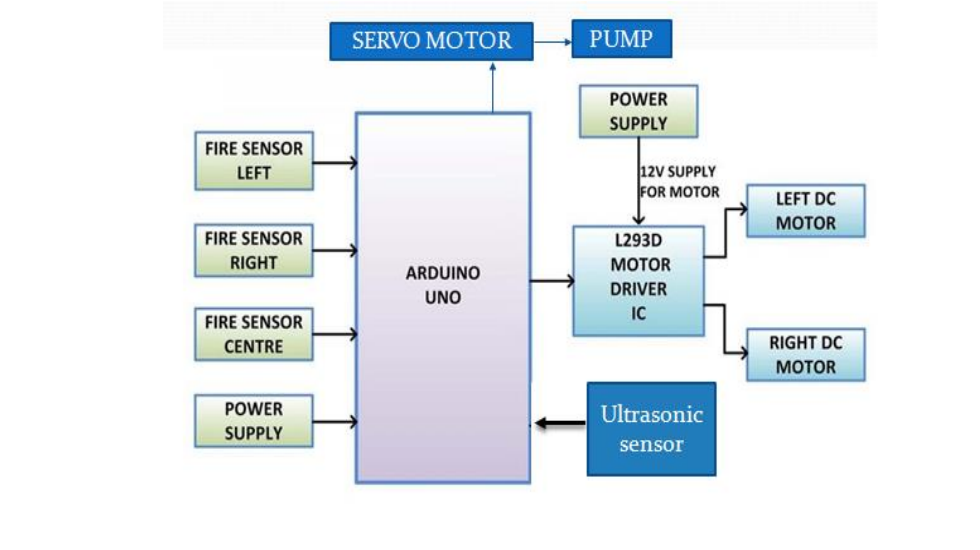 SERVO MOTOR
PUMP
POWER
SUPPLY
FIRE SENSOR
LEFT
12V SUPPLY
FOR MOTOR
LEFT DC
MOTOR
FIRE SENSOR
RIGHT
L293D
MOTOR
DRIVER
IC
ARDUINO
UNO
FIRE SENSOR
CENTRE
RIGHT DC
MOTOR
POWER
SUPPLY
Ultrasonic
sensor